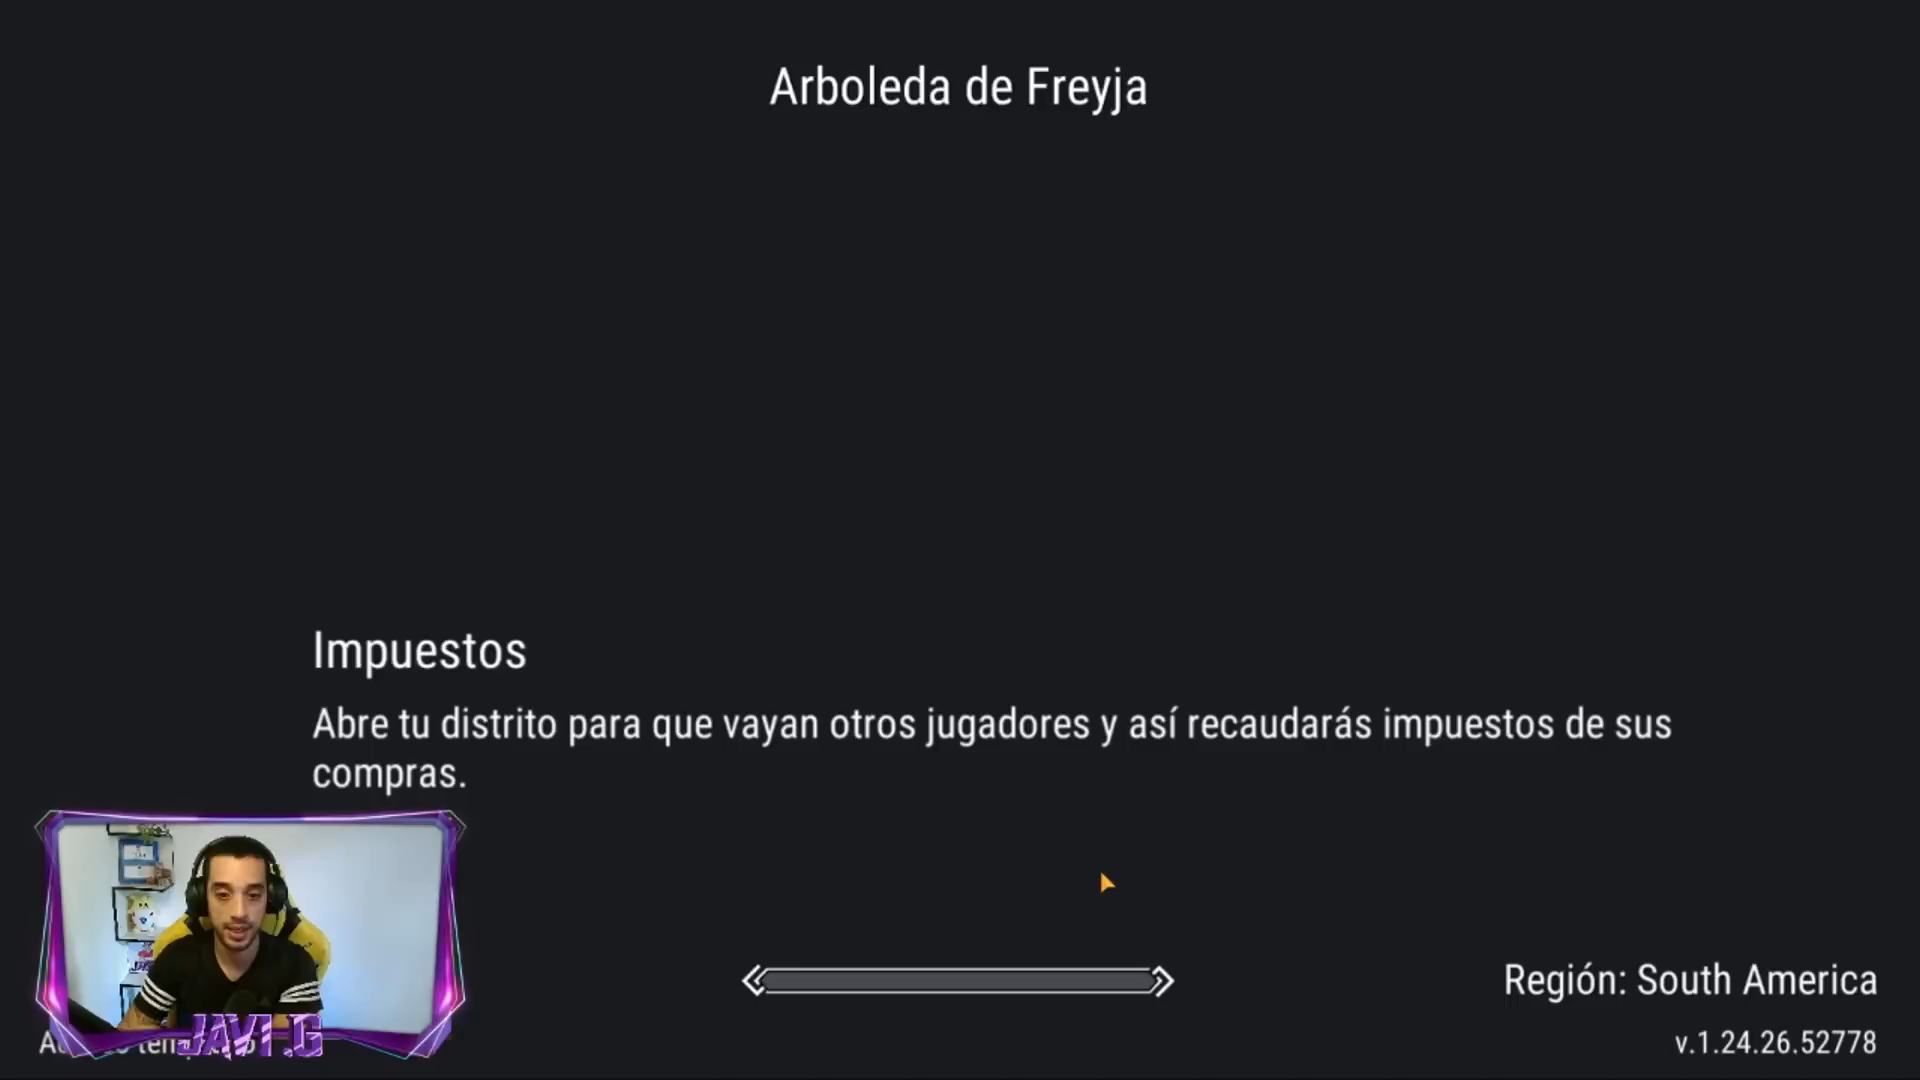 Arboleda de Freyja
Impuestos
Abre tu distrito para que vayan otros jugadores y así recaudarás impuestos de sus
compras.
Región: South America
JAVI.G
v.1.24.26.52778